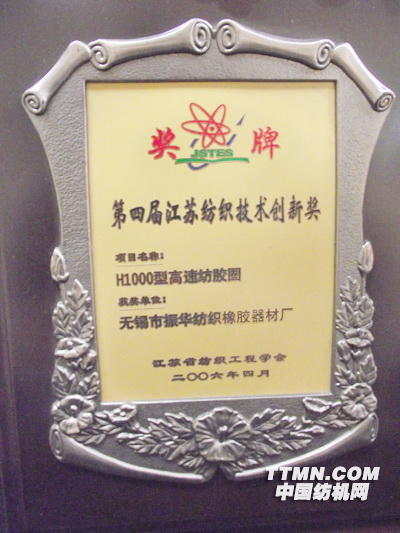 奖牌
JSTES
第四届江苏纺织技术创新奖
项目名称：
H1000型高速纺胶圈
获奖单位：
无锡市振华纺织橡胶器材厂
江苏省纺织工程学会
二〇〇六年四月
TTMN.COM
中国纺机网